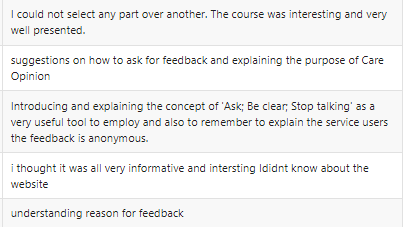 I could not select any part over another. The course was interesting and very
well presented.
suggestions on how to ask for feedback and explaining the purpose of Care
Opinion
Introducing and explaining the concept of 'Ask; Be clear; Stop talking' as a
very useful tool to employ and also to remember to explain the service users
the feedback is anonymous.
i thought it was all very informative and intersting Ididnt know about the
website
understanding reason for feedback